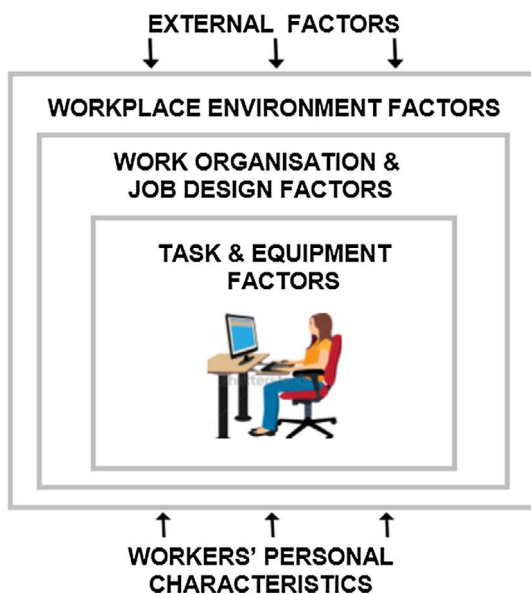 EXTERNAL FACTORS
WORKPLACE ENVIRONMENT FACTORS
WORK ORGANISATION &
JOB DESIGN FACTORS
TASK & EQUIPMENT
FACTORS
WORKERS’ PERSONAL
CHARACTERISTICS